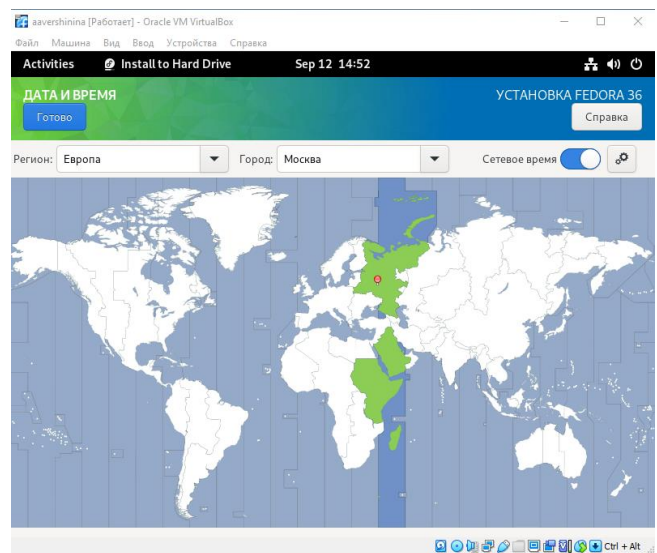 aavershinina [Работает] - Oracle VM VirtualBox
Файл Машина Вид Ввод Устройства Справка
Activities Install to Hard Drive Sep 12 14:52
ДАТА И ВРЕМЯ УСТАНОВКА FEDORA 36
Готово Справка
Регион: Европа Город: Москва Сетевое время
Ctrl + Alt